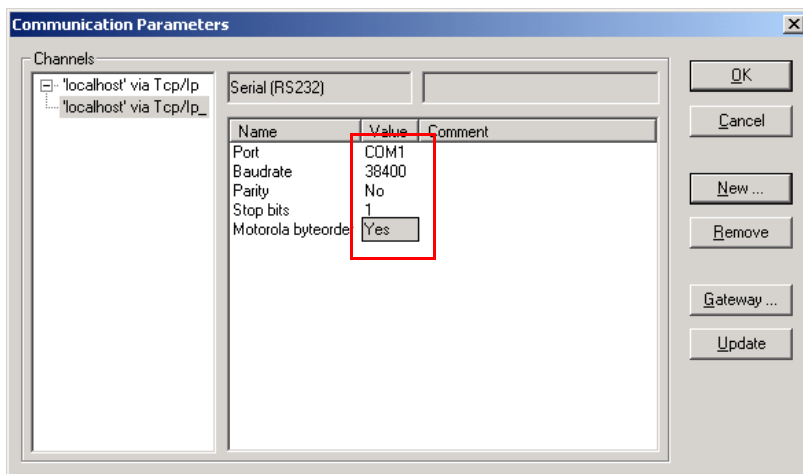 Communication Parameters
Channels
'localhost' via Tcp/Ip
'localhost' via Tcp/Ip_
Serial (RS232)
Name Value Comment
Port COM1
Baudrate 38400
Parity No
Stop bits 1
Motorola byteorder Yes
OK
Cancel
New ...
Remove
Gateway ...
Update